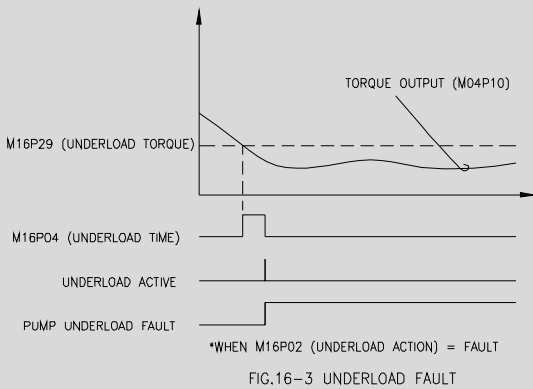 TORQUE OUTPUT (M04P10)
M16P29 (UNDERLOAD TORQUE)
M16P04 (UNDERLOAD TIME)
UNDERLOAD ACTIVE
PUMP UNDERLOAD FAULT
*WHEN M16P02 (UNDERLOAD ACTION) = FAULT
FIG.16-3 UNDERLOAD FAULT